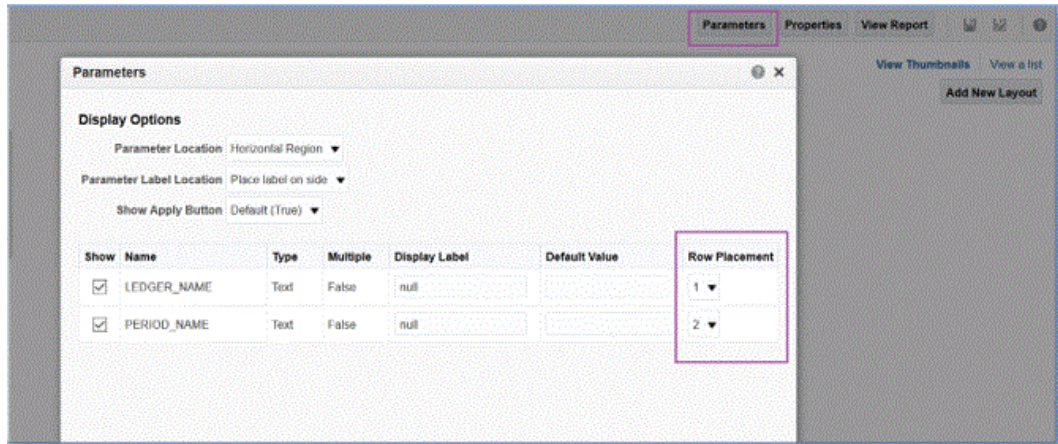 Parameters Properties View Report
View Thumbnails View a list
Add New Layout
Parameters
Display Options
Parameter Location Horizontal Region
Parameter Label Location Place label on side
Show Apply Button Default (True)
Show Name Type Multiple Display Label Default Value Row Placement
LEDGER_NAME Text False null 1
PERIOD_NAME Text False null 2